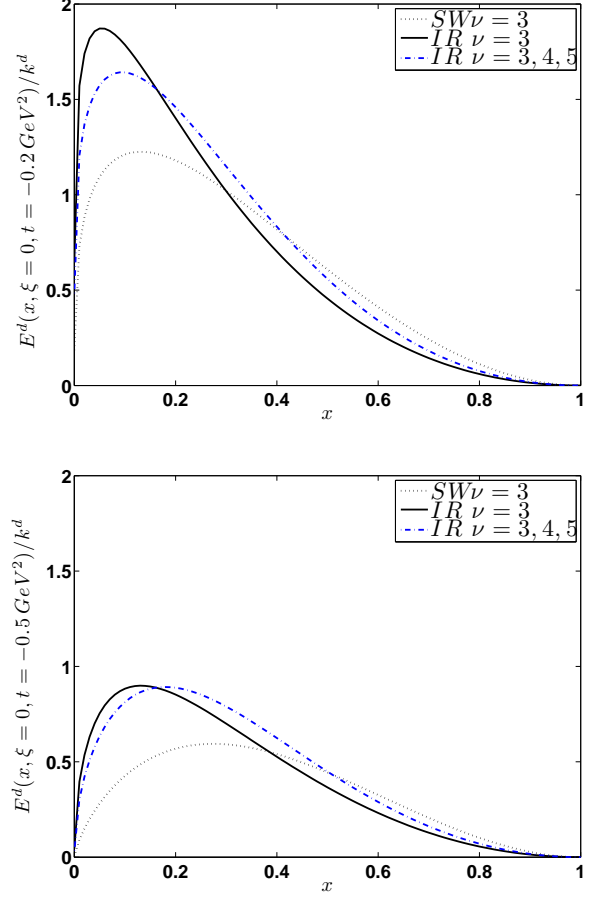 2
1.5
1
0.5
0
0 0.2 0.4 0.6 0.8 1
x
E^d(x, ξ = 0, t = −0.2 GeV^2)/k^d
SWν = 3
IR ν = 3
IR ν = 3, 4, 5
2
1.5
1
0.5
0
0 0.2 0.4 0.6 0.8 1
x
E^d(x, ξ = 0, t = −0.5 GeV^2)/k^d
SWν = 3
IR ν = 3
IR ν = 3, 4, 5